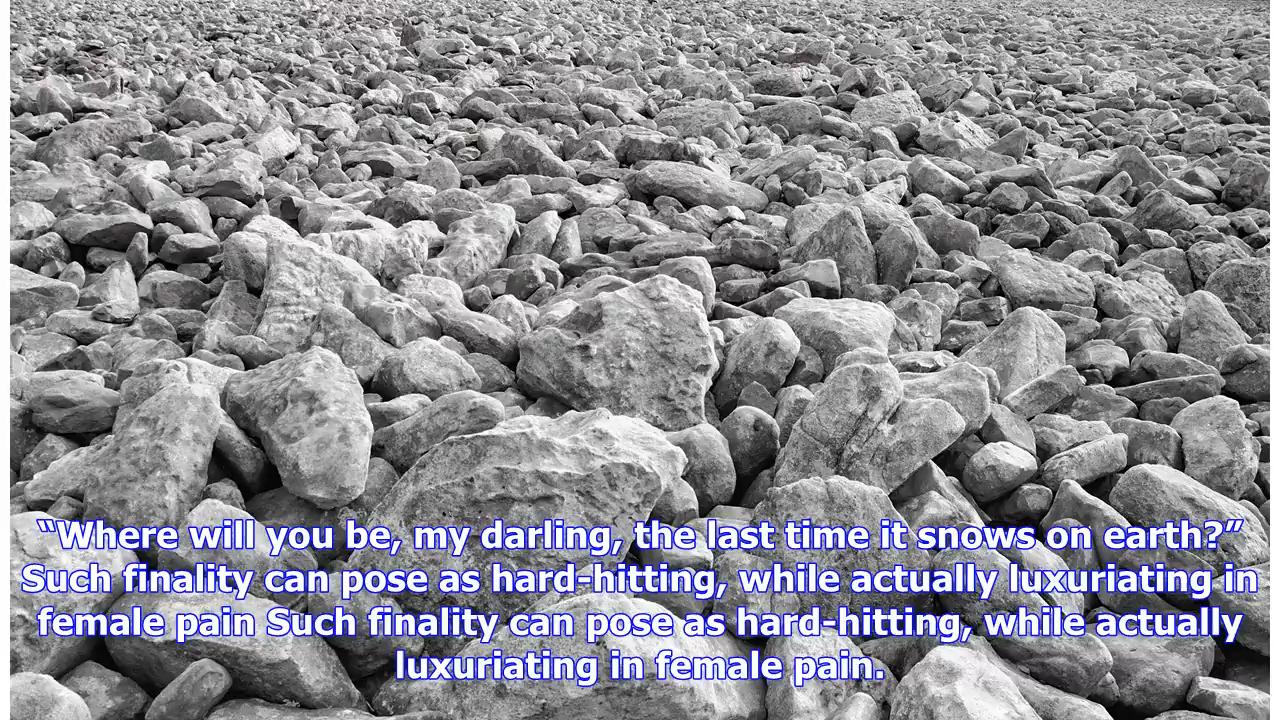 “Where will you be, my darling, the last time it snows on earth?”
Such finality can pose as hard-hitting, while actually luxuriating in
female pain Such finality can pose as hard-hitting, while actually
luxuriating in female pain.